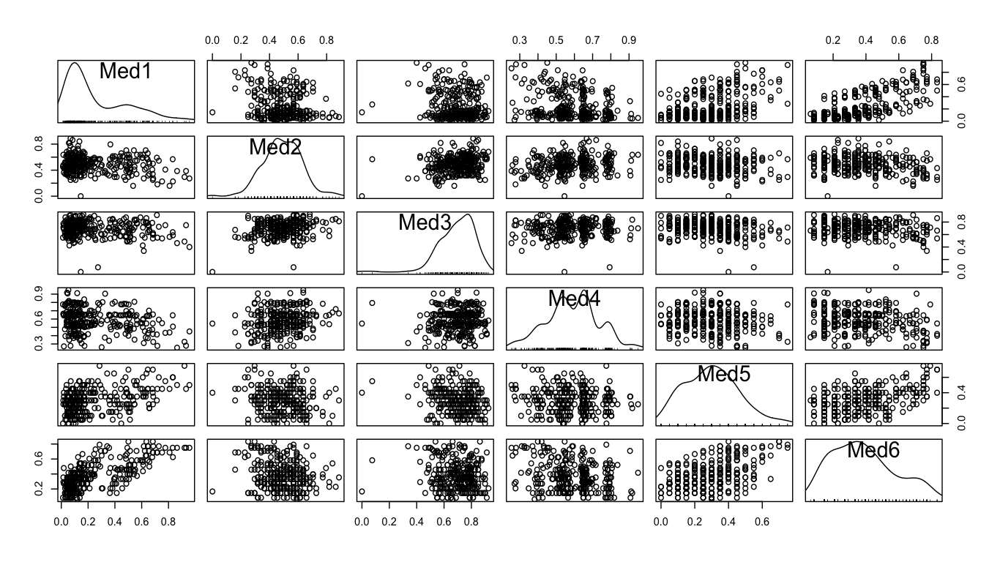 0.0 0.2 0.4 0.6 0.8
0.3 0.5 0.7 0.9
0.2 0.4 0.6 0.8
Med1
0.0 0.6
0.0 0.4 0.8
Med2
Med3
0.0 0.4 0.8
0.3 0.6 0.9
Med4
Med5
0.0 0.4
0.2 0.6
Med6
0.0 0.2 0.4 0.6 0.8
0.0 0.2 0.4 0.6 0.8
0.0 0.2 0.4 0.6